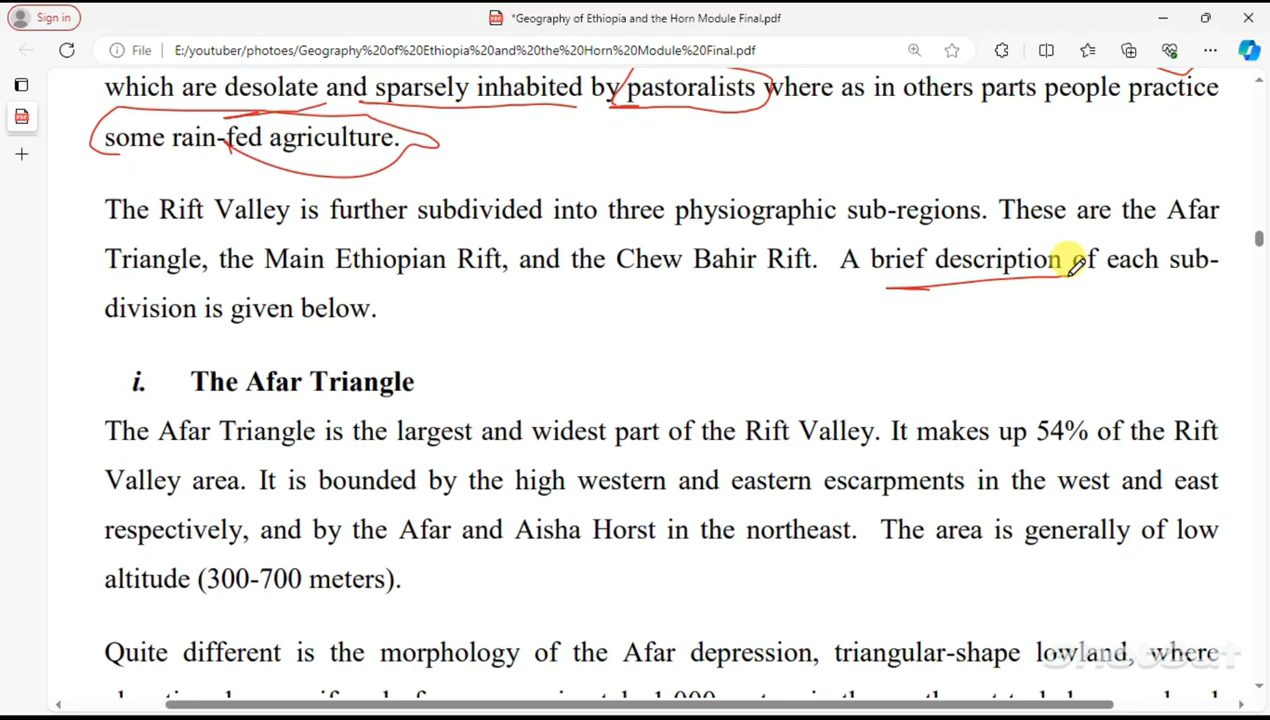 Sign in
*Geography of Ethiopia and the Horn Module Final.pdf
File
E:/youtuber/photoes/Geography%20of%20Ethiopia%20and%20the%20Horn%20Module%20Final.pdf
which are desolate and sparsely inhabited by pastoralists where as in others parts people practice
some rain-fed agriculture.
The Rift Valley is further subdivided into three physiographic sub-regions. These are the Afar
Triangle, the Main Ethiopian Rift, and the Chew Bahir Rift. A brief description of each sub-
division is given below.
i. The Afar Triangle
The Afar Triangle is the largest and widest part of the Rift Valley. It makes up 54% of the Rift
Valley area. It is bounded by the high western and eastern escarpments in the west and east
respectively, and by the Afar and Aisha Horst in the northeast. The area is generally of low
altitude (300-700 meters).
Quite different is the morphology of the Afar depression, triangular-shape lowland, where